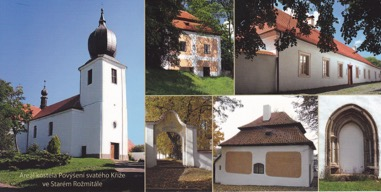 Areál kostela Povýšení svatého Kříže
ve Starém Rožmitále